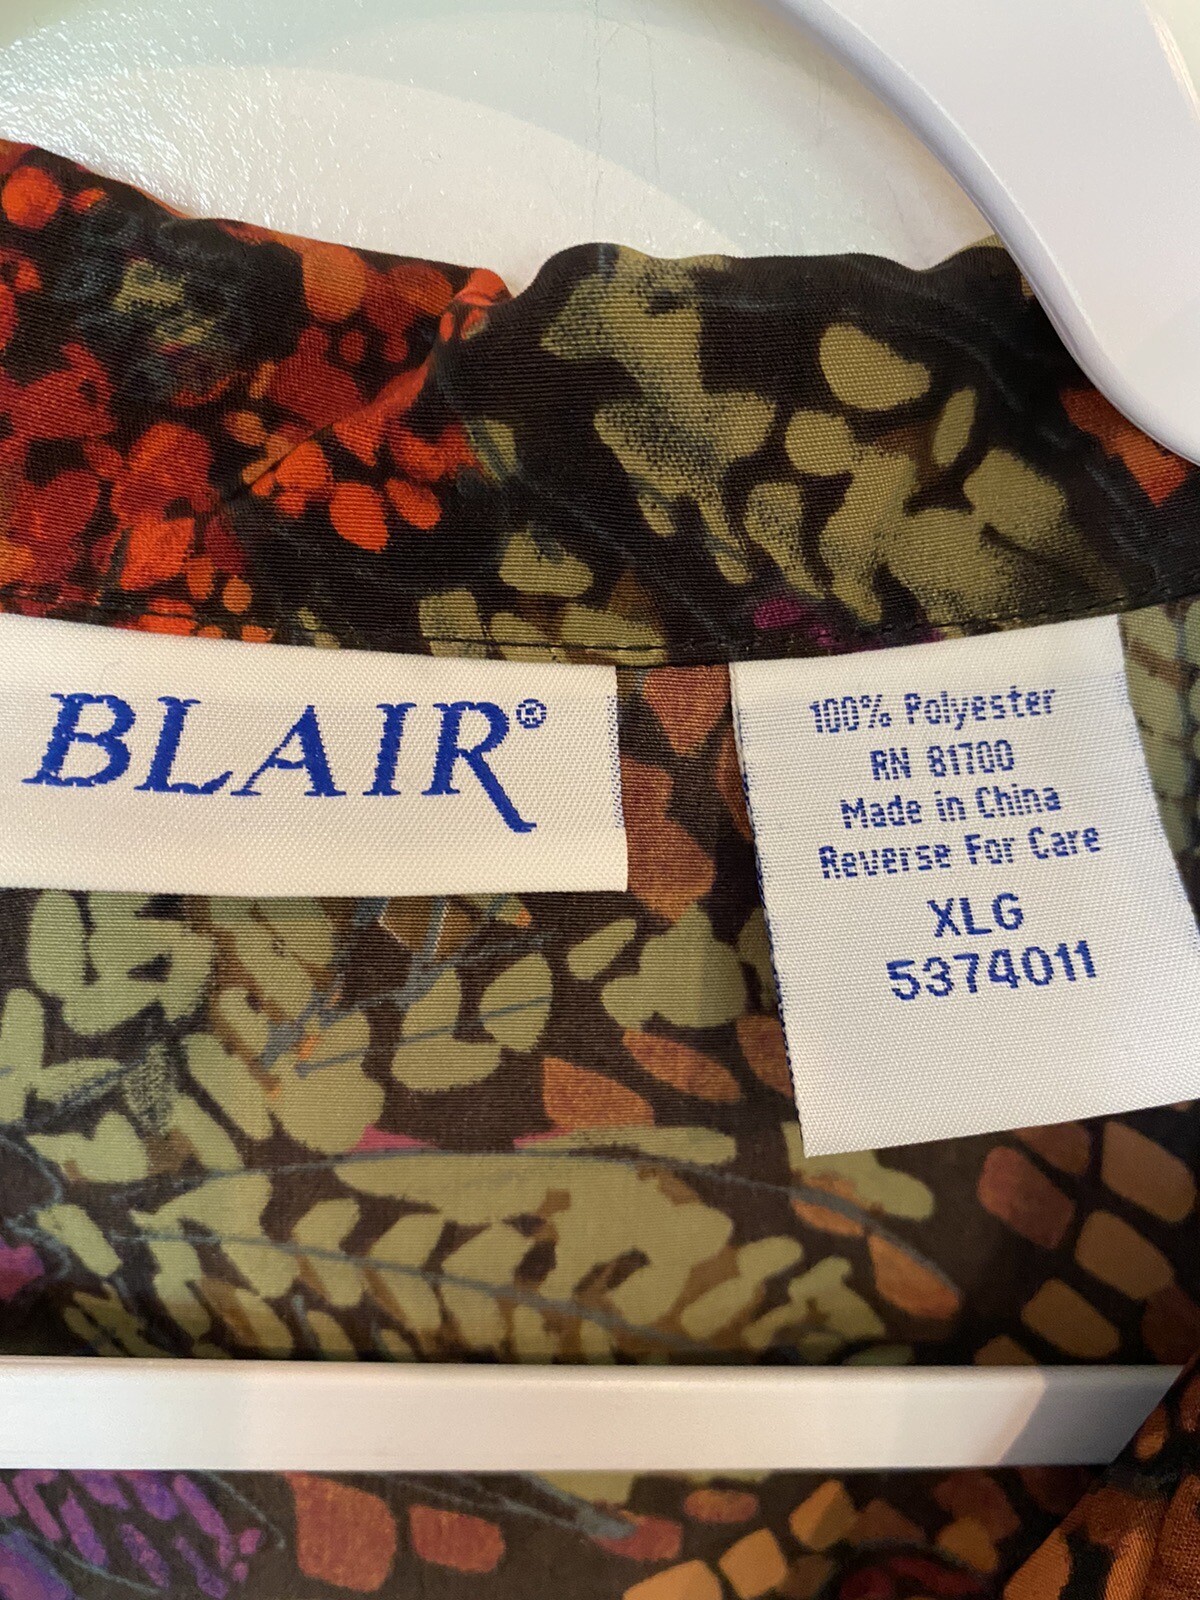 BLAIR®
100% Polyester
RN 81700
Made in China
Reverse For Care
XLG
5374011